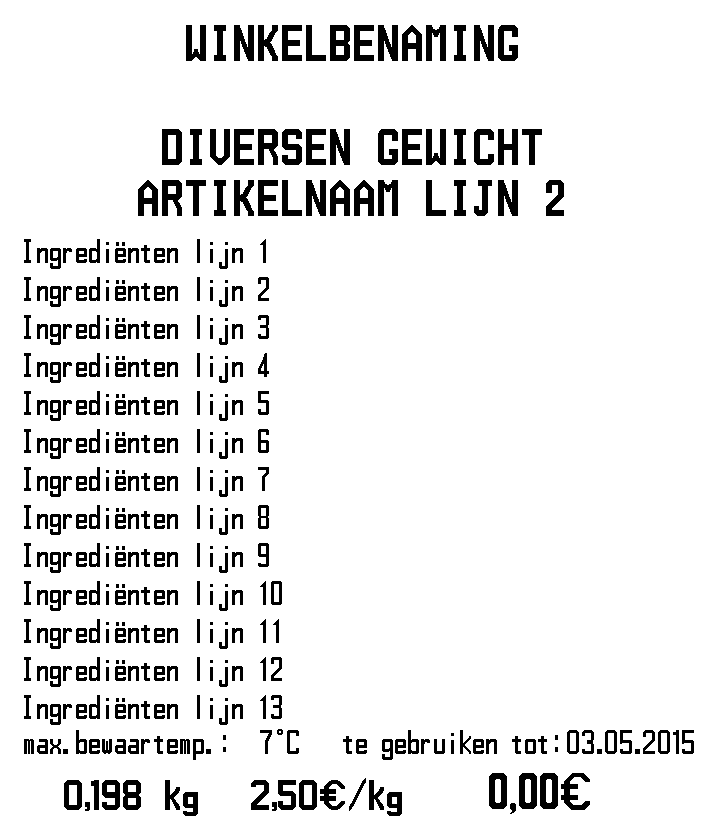 WINKELBENAMING
DIVERSEN GEWICHT
ARTIKELNAAM LIJN 2
Ingrediënten lijn 1
Ingrediënten lijn 2
Ingrediënten lijn 3
Ingrediënten lijn 4
Ingrediënten lijn 5
Ingrediënten lijn 6
Ingrediënten lijn 7
Ingrediënten lijn 8
Ingrediënten lijn 9
Ingrediënten lijn 10
Ingrediënten lijn 11
Ingrediënten lijn 12
Ingrediënten lijn 13
max.bewaartemp.: 7°C te gebruiken tot:03.05.2015
0,198 kg 2,50€/kg 0,00€